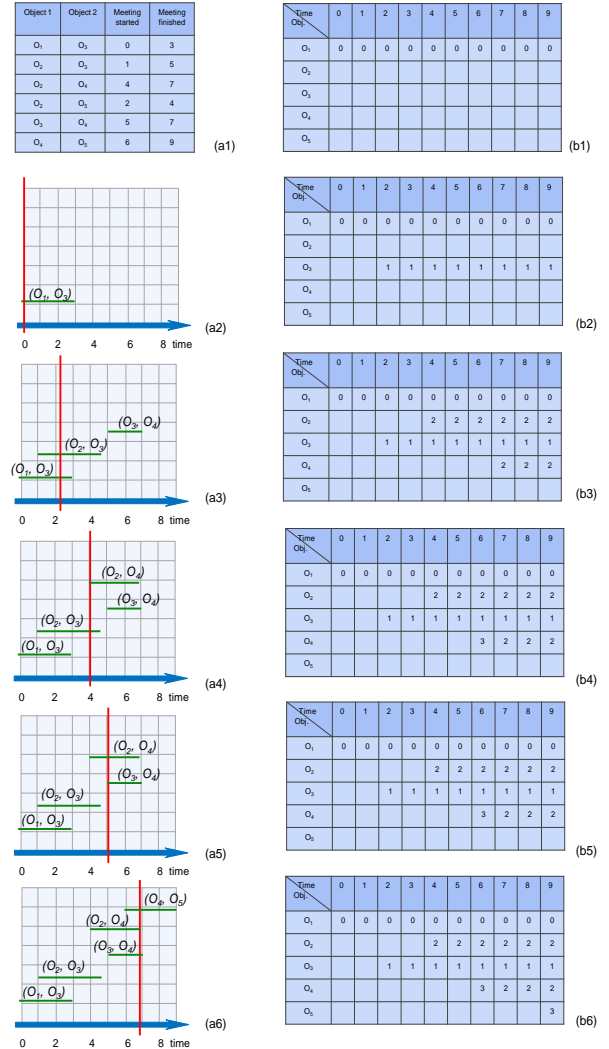 Object 1 Object 2 Meeting started Meeting finished
O1 O3 0 3
O2 O3 1 5
O2 O4 4 7
O2 O5 2 4
O3 O4 5 7
O4 O5 6 9
(a1)
Time Obj. 0 1 2 3 4 5 6 7 8 9
O1 0 0 0 0 0 0 0 0 0 0
O2
O3
O4
O5
(b1)
(O1, O3)
0 2 4 6 8 time
(a2)
Time Obj. 0 1 2 3 4 5 6 7 8 9
O1 0 0 0 0 0 0 0 0 0 0
O2
O3 1 1 1 1 1 1 1 1
O4
O5
(b2)
(O3, O4)
(O2, O3)
(O1, O3)
0 2 4 6 8 time
(a3)
Time Obj. 0 1 2 3 4 5 6 7 8 9
O1 0 0 0 0 0 0 0 0 0 0
O2 2 2 2 2 2 2
O3 1 1 1 1 1 1 1 1
O4 2 2 2
O5
(b3)
(O2, O4)
(O3, O4)
(O2, O3)
(O1, O3)
0 2 4 6 8 time
(a4)
Time Obj. 0 1 2 3 4 5 6 7 8 9
O1 0 0 0 0 0 0 0 0 0 0
O2 2 2 2 2 2 2
O3 1 1 1 1 1 1 1 1
O4 3 2 2 2
O5
(b4)
(O2, O4)
(O3, O4)
(O2, O3)
(O1, O3)
0 2 4 6 8 time
(a5)
Time Obj. 0 1 2 3 4 5 6 7 8 9
O1 0 0 0 0 0 0 0 0 0 0
O2 2 2 2 2 2 2
O3 1 1 1 1 1 1 1 1
O4 3 2 2 2
O5
(b5)
(O4, O5)
(O2, O4)
(O3, O4)
(O2, O3)
(O1, O3)
0 2 4 6 8 time
(a6)
Time Obj. 0 1 2 3 4 5 6 7 8 9
O1 0 0 0 0 0 0 0 0 0 0
O2 2 2 2 2 2 2
O3 1 1 1 1 1 1 1 1
O4 3 2 2 2
O5 3
(b6)